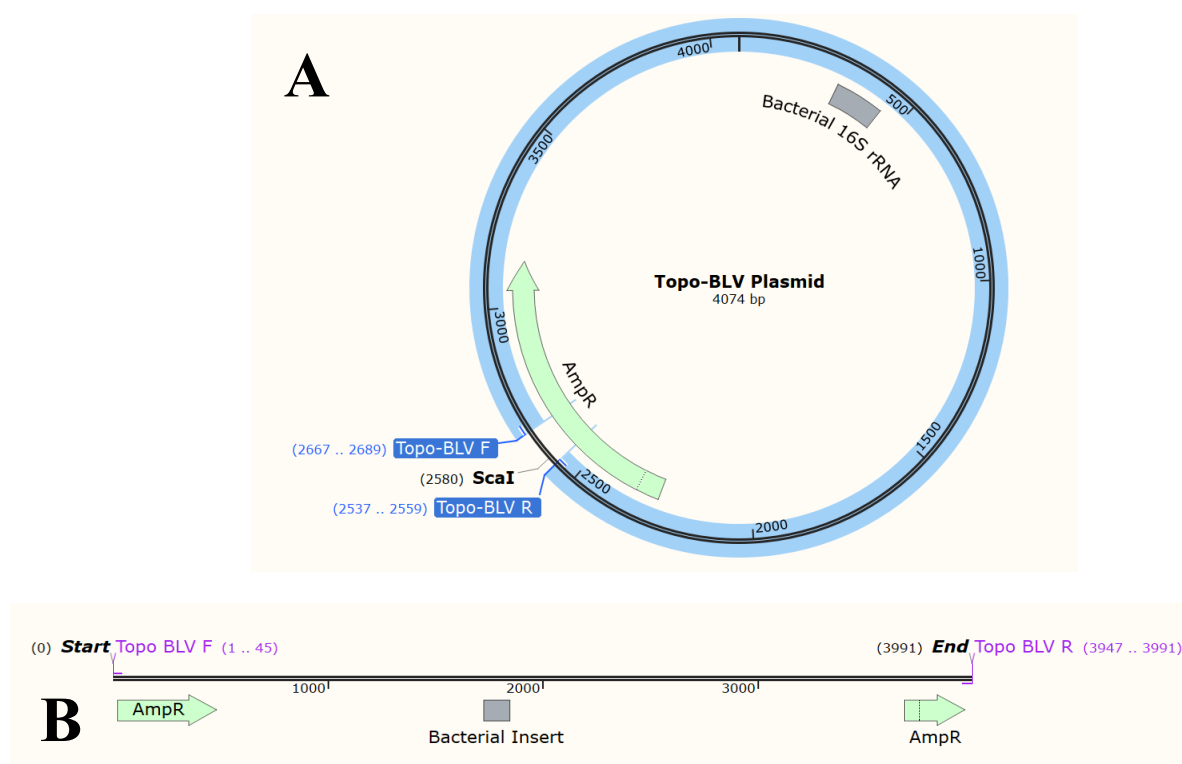 A
4000
500
Bacterial 16S rRNA
3500
1000
Topo-BLV Plasmid
4074 bp
3000
AmpR
(2667 .. 2689) Topo-BLV F
(2580) ScaI
(2537 .. 2559) Topo-BLV R
2500
1500
2000
(0) Start Topo BLV F (1 .. 45)
(3991) End Topo BLV R (3947 .. 3991)
1000
2000
3000
B
AmpR
Bacterial Insert
AmpR